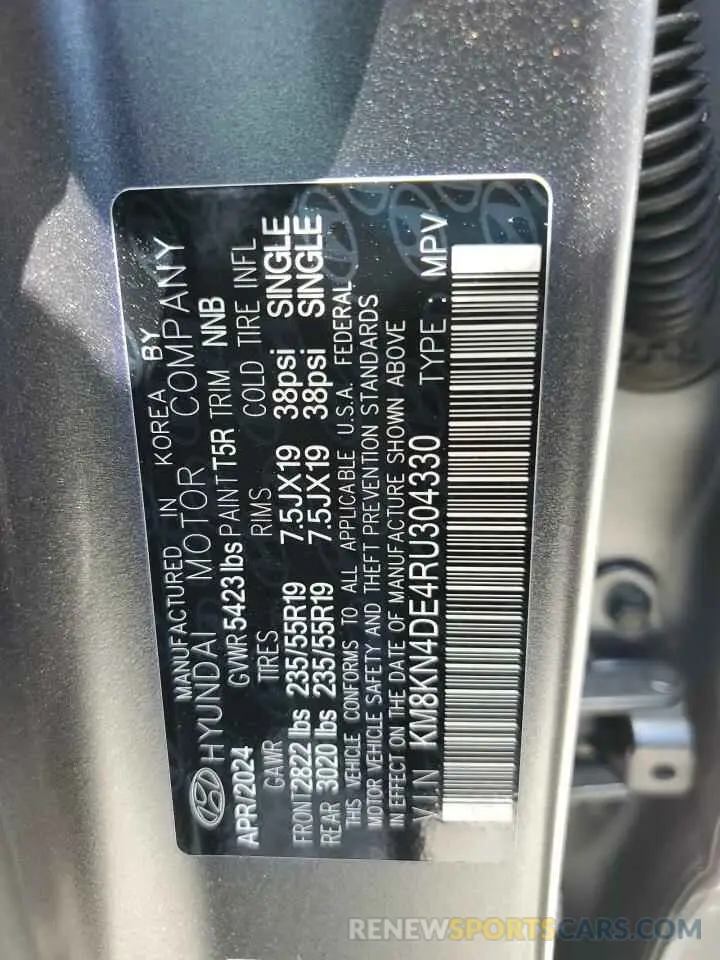 MANUFACTURED IN KOREA BY
HYUNDAI MOTOR COMPANY
APR/2024 GVWR 5423 lbs PAINT T5R TRIM NNB
GAWR TIRES RIMS COLD TIRE INFL
FRONT 2822 lbs 235/55R19 7.5JX19 38psi SINGLE
REAR 3020 lbs 235/55R19 7.5JX19 38psi SINGLE
THIS VEHICLE CONFORMS TO ALL APPLICABLE U.S.A. FEDERAL
MOTOR VEHICLE SAFETY AND THEFT PREVENTION STANDARDS
IN EFFECT ON THE DATE OF MANUFACTURE SHOWN ABOVE
V.I.N KM8KN4DE4RU304330 TYPE : MPV
RENEWSPORTSCARS.COM